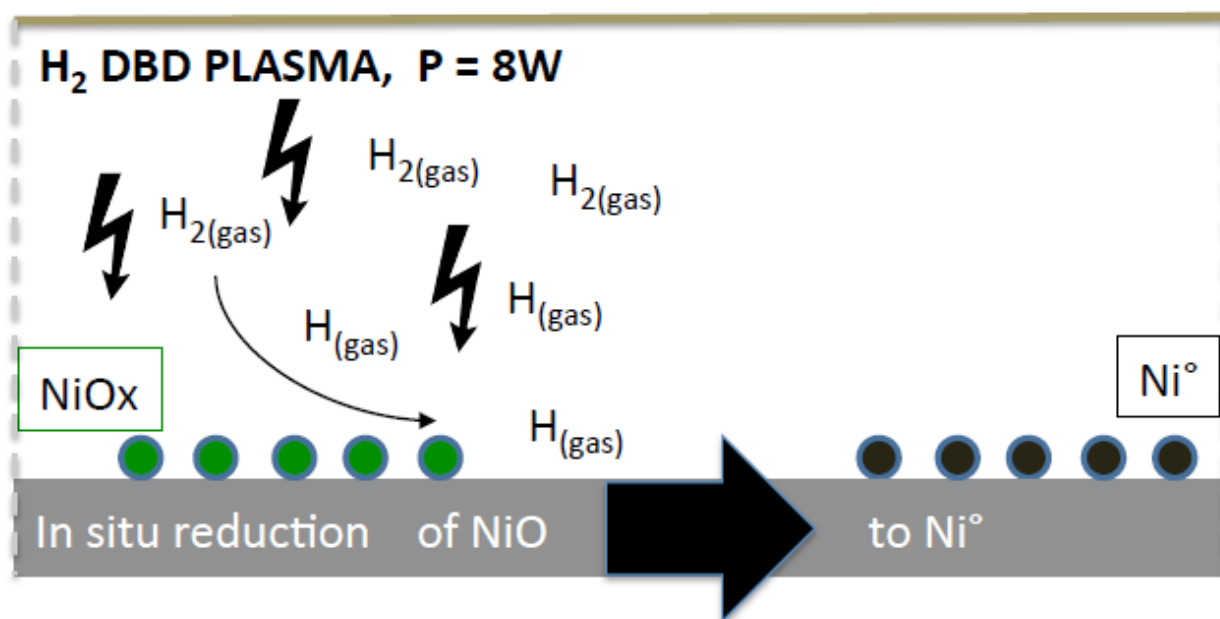 H₂ DBD PLASMA, P = 8W
H₂(gas)
H₂(gas)
H₂(gas)
H(gas)
H(gas)
NiOx
Ni°
H(gas)
In situ reduction of NiO to Ni°